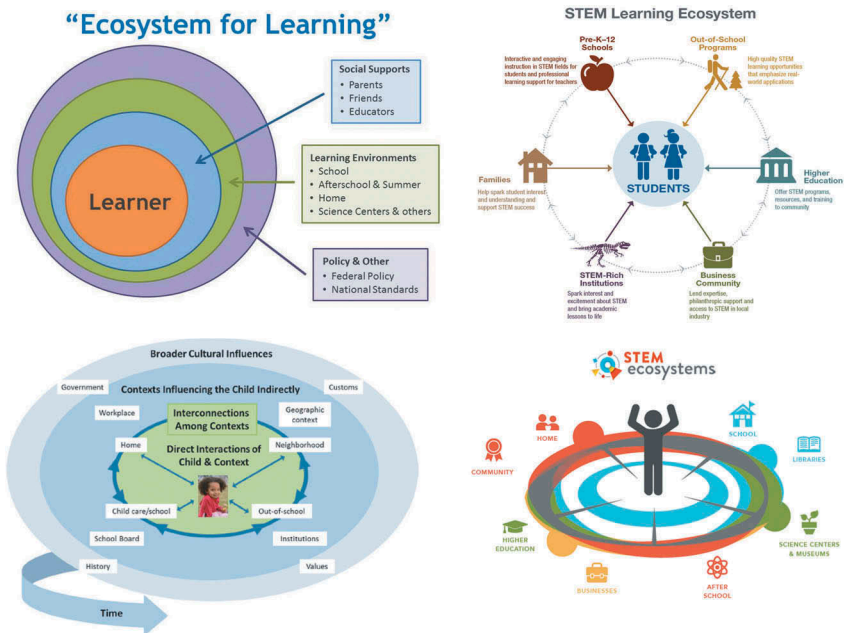 “Ecosystem for Learning”
Learner
Social Supports
• Parents
• Friends
• Educators
Learning Environments
• School
• Afterschool & Summer
• Home
• Science Centers & others
Policy & Other
• Federal Policy
• National Standards
STEM Learning Ecosystem
Pre-K–12
Schools
Interactive and engaging
instruction in STEM fields for
students and professional
learning support for teachers
Out-of-School
Programs
High quality STEM
learning opportunities
that emphasize real-
world applications
Families
Help spark student interest
and understanding and
support STEM success
STUDENTS
Higher
Education
Offer STEM programs,
resources, and training
to community
STEM-Rich
Institutions
Spark interest and
excitement about STEM
and bring academic
lessons to life
Business
Community
Lend expertise,
philanthropic support and
access to STEM in local
industry
Broader Cultural Influences
Government
Contexts Influencing the Child Indirectly
Customs
Workplace
Interconnections
Among Contexts
Geographic
context
Home
Direct Interactions of
Child & Context
Neighborhood
Child care/school
Out-of-school
School Board
Institutions
History
Values
Time
STEM
ecosystems
HOME
SCHOOL
COMMUNITY
LIBRARIES
HIGHER
EDUCATION
SCIENCE CENTERS
& MUSEUMS
BUSINESSES
AFTER
SCHOOL